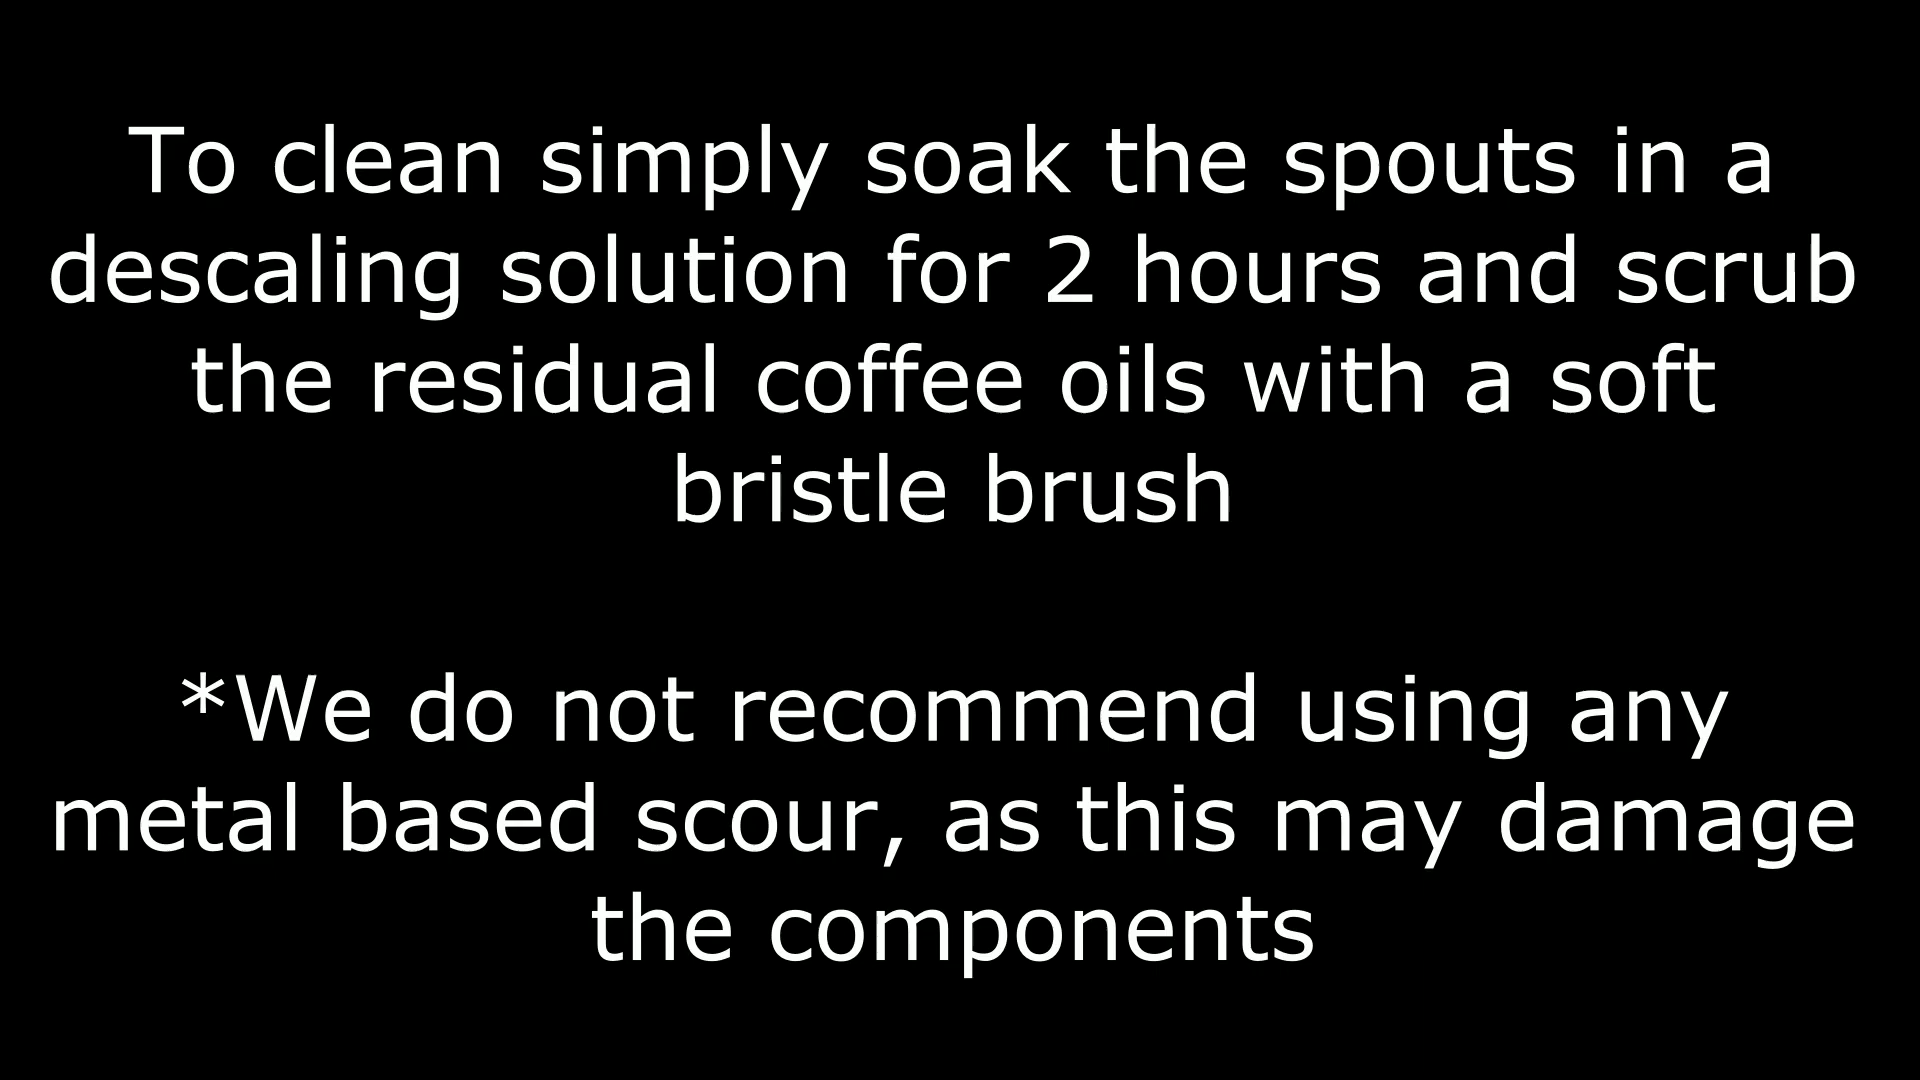 To clean simply soak the spouts in a
descaling solution for 2 hours and scrub
the residual coffee oils with a soft
bristle brush
*We do not recommend using any
metal based scour, as this may damage
the components